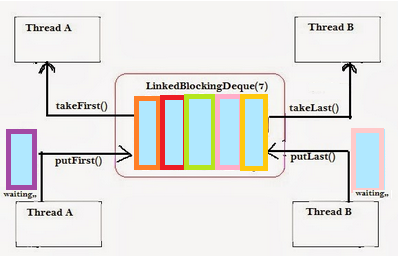 Thread A
Thread B
LinkedBlockingDeque(7)
takeFirst()
takeLast()
putFirst()
putLast()
waiting,,
waiting,,
Thread A
Thread B